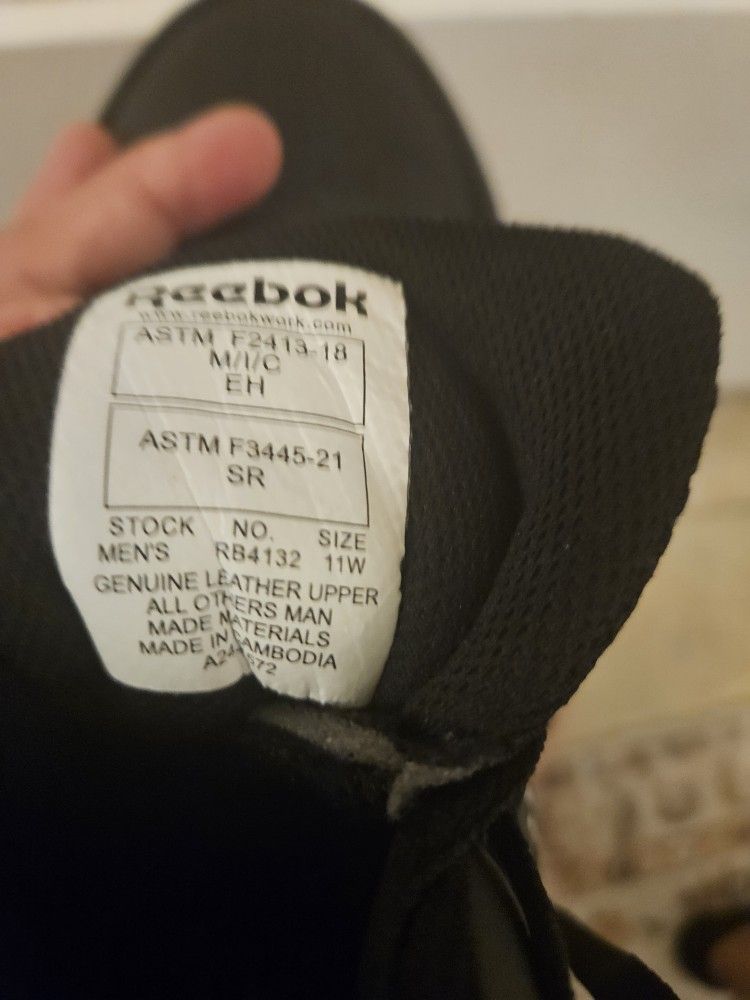 Reebok
www.reebokwork.com
ASTM F2413-18
M/I/C
EH
ASTM F3445-21
SR
STOCK NO. SIZE
MEN'S RB4132 11W
GENUINE LEATHER UPPER
ALL OTHERS MAN
MADE MATERIALS
MADE IN CAMBODIA